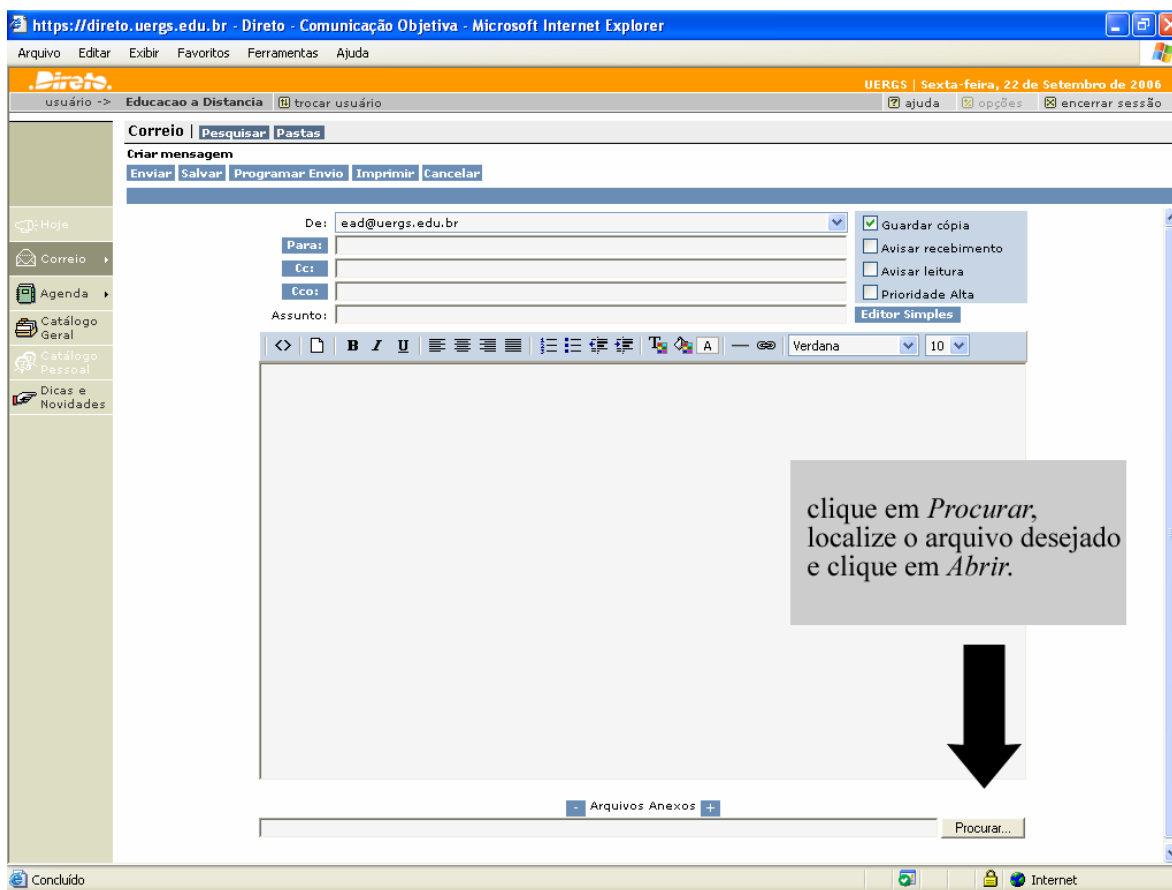 https://direto.uergs.edu.br - Direto - Comunicação Objetiva - Microsoft Internet Explorer
Arquivo Editar Exibir Favoritos Ferramentas Ajuda
.Direto.
UERGS | Sexta-feira, 22 de Setembro de 2006
usuário -> Educacao a Distancia trocar usuário ? ajuda opções encerrar sessão
Correio | Pesquisar Pastas
Criar mensagem
Enviar Salvar Programar Envio Imprimir Cancelar
Hoje
Correio
Agenda
Catálogo
Geral
Catálogo
Pessoal
Dicas e
Novidades
De: ead@uergs.edu.br
Para:
Cc:
Cco:
Assunto:
Guardar cópia
Avisar recebimento
Avisar leitura
Prioridade Alta
Editor Simples
<> B I U T A Verdana 10
clique em Procurar,
localize o arquivo desejado
e clique em Abrir.
- Arquivos Anexos +
Procurar...
Concluído Internet